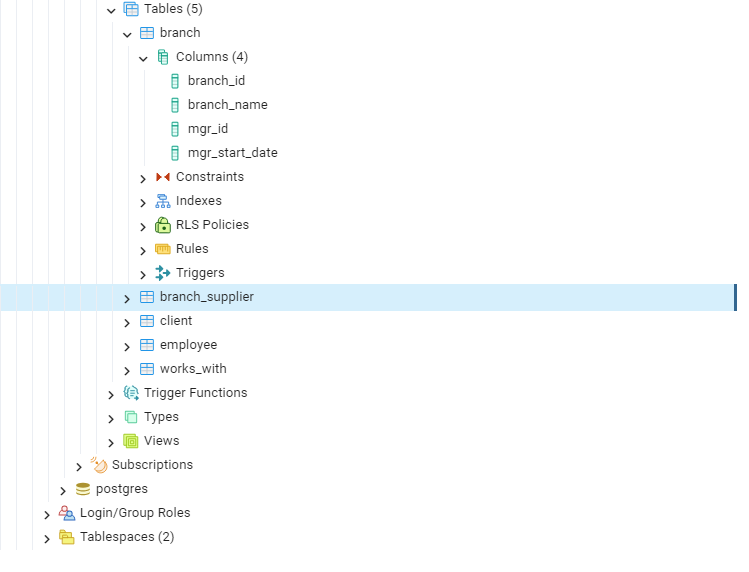 Tables (5)
branch
Columns (4)
branch_id
branch_name
mgr_id
mgr_start_date
Constraints
Indexes
RLS Policies
Rules
Triggers
branch_supplier
client
employee
works_with
Trigger Functions
Types
Views
Subscriptions
postgres
Login/Group Roles
Tablespaces (2)